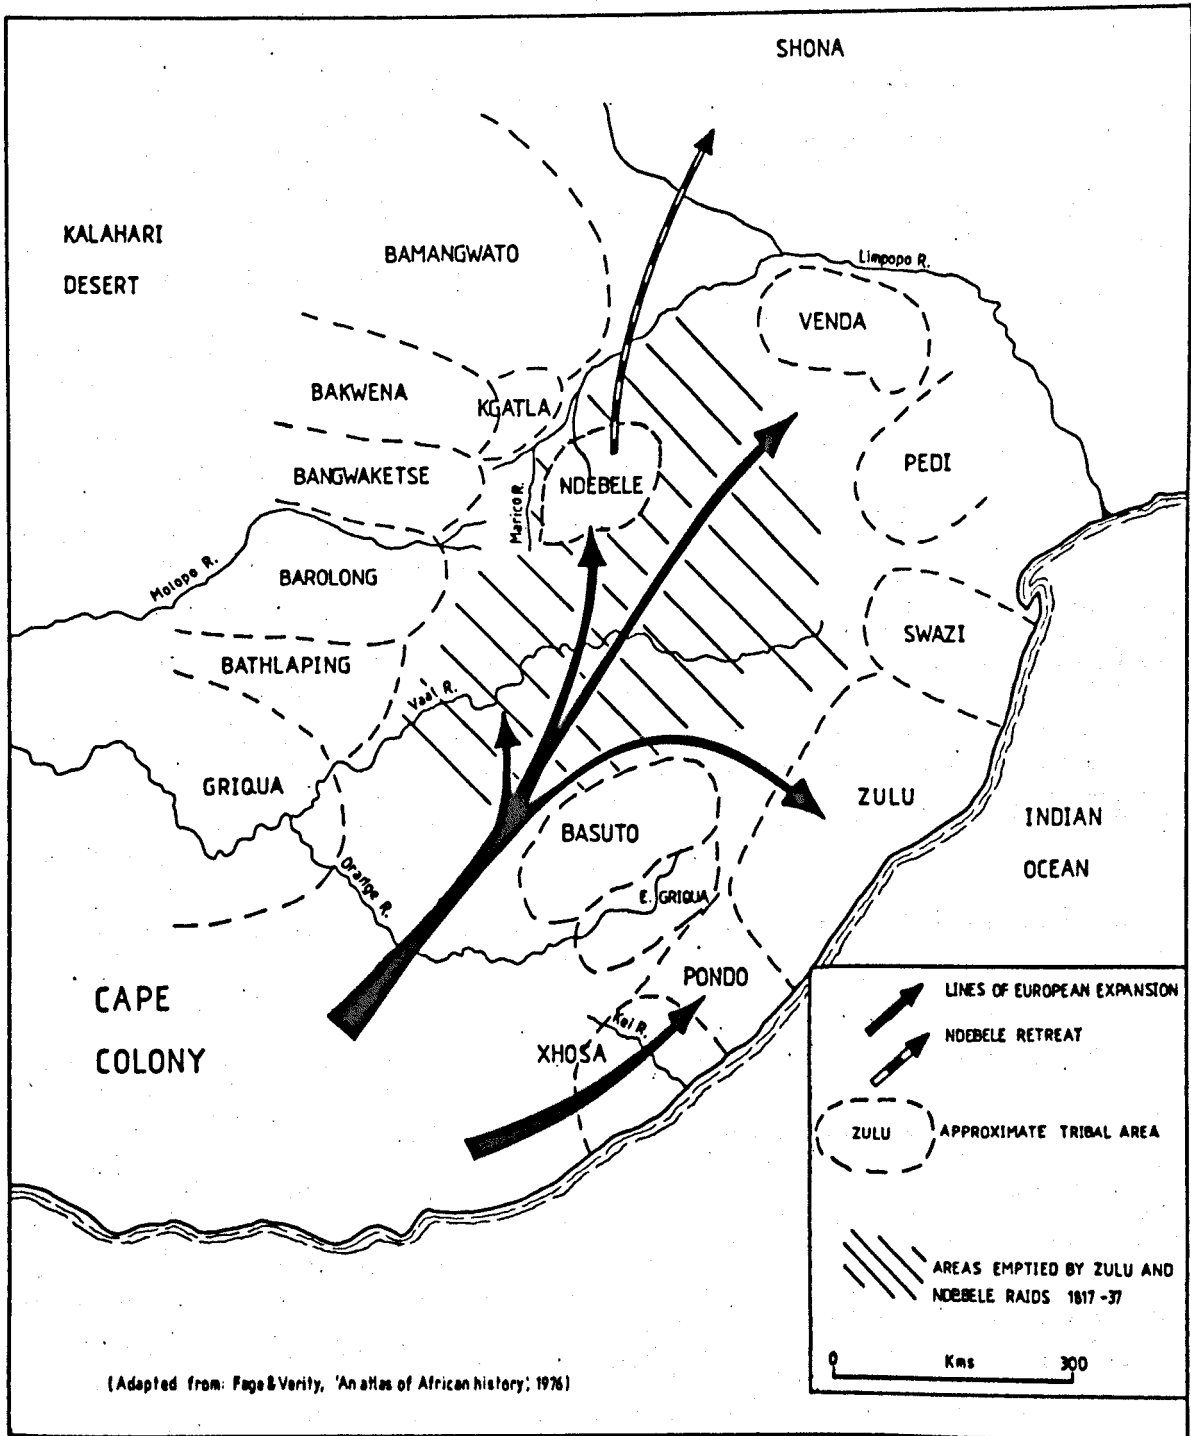 SHONA
KALAHARI
DESERT
BAMANGWATO
Limpopo R.
VENDA
BAKWENA
KGATLA
PEDI
BANGWAKETSE
NDEBELE
Marico R.
Molopo R.
BAROLONG
SWAZI
BATHLAPING
Vaal R.
GRIQUA
ZULU
BASUTO
INDIAN
OCEAN
Orange R.
E. GRIQUA
PONDO
CAPE
COLONY
Kei R.
XHOSA
LINES OF EUROPEAN EXPANSION
NDEBELE RETREAT
ZULU
APPROXIMATE TRIBAL AREA
AREAS EMPTIED BY ZULU AND
NDEBELE RAIDS 1817-37
0 Kms 300
(Adapted from: Fage & Verity, 'An atlas of African history', 1976)